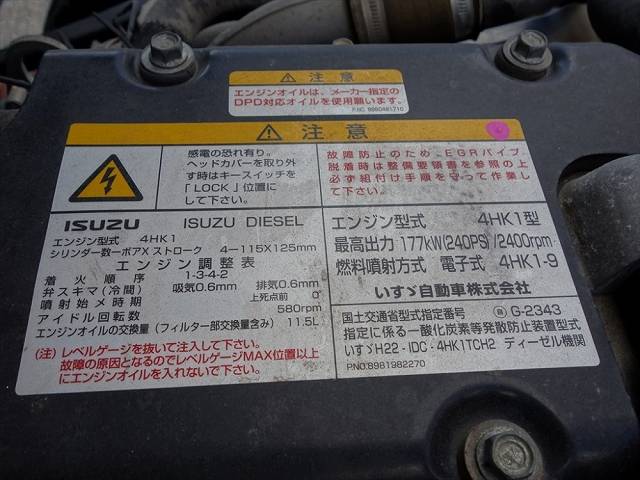 ⚠ 注意
エンジンオイルは、メーカー指定の
DPD対応オイルを使用願います。
P.NO. 8980481710
⚠ 注意
感電の恐れ有り。
ヘッドカバーを取り外
す時はキースイッチを
「LOCK」位置に
して下さい。
故障防止のため、EGRパイプ
脱着時は整備要領書を参照の上
必ず組付け手順を守って作業し
て下さい。
ISUZU ISUZU DIESEL
エンジン型式 4HK1
シリンダー数−ボアXストローク 4−115X125mm
エンジン調整表
着火順序 1-3-4-2
弁スキマ(冷間) 吸気0.6mm 排気0.6mm
噴射始メ時期 上死点前 0°
アイドル回転数 580rpm
エンジンオイルの交換量(フィルター部交換量含み) 11.5L
(注)レベルゲージを抜いて注入して下さい。
故障の原因となるのでレベルゲージMAX位置以上
にエンジンオイルを入れないで下さい。
エンジン型式 4HK1型
最高出力 177kW(240PS)/2400rpm
燃料噴射方式 電子式 4HK1-9
いすゞ自動車株式会社
国土交通省型式指定番号 G-2343
指定に係る一酸化炭素等発散防止装置型式
いすゞH22-IDC-4HK1TCH2 ディーゼル機関
P.NO.8981982270